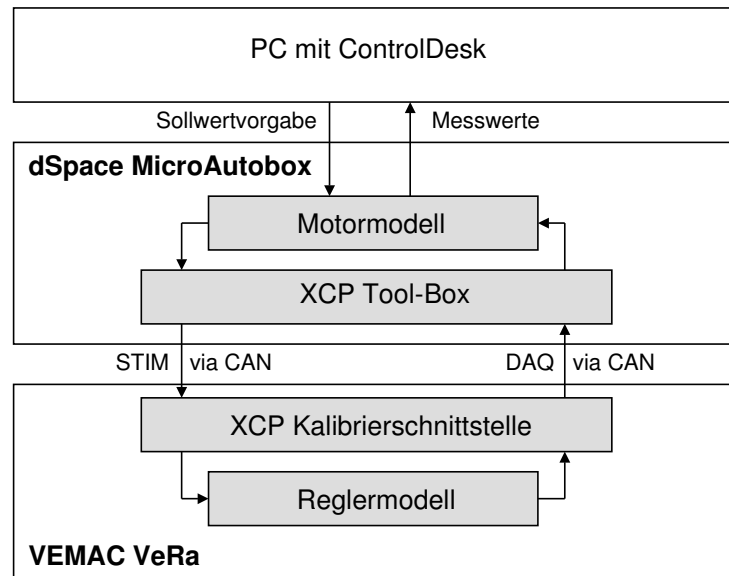 PC mit ControlDesk
Sollwertvorgabe
Messwerte
dSpace MicroAutobox
Motormodell
XCP Tool-Box
STIM via CAN
DAQ via CAN
XCP Kalibrierschnittstelle
Reglermodell
VEMAC VeRa